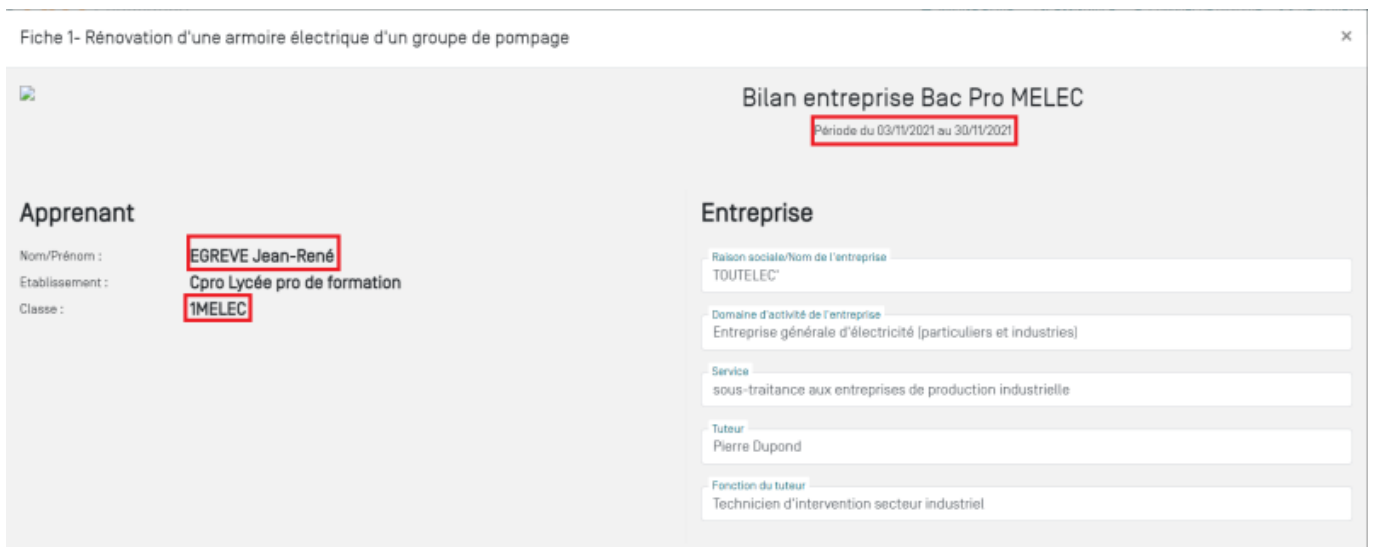 Fiche 1- Rénovation d'une armoire électrique d'un groupe de pompage
×
Bilan entreprise Bac Pro MELEC
Période du 03/11/2021 au 30/11/2021
Apprenant
Nom/Prénom : EGREVE Jean-René
Etablissement : Cpro Lycée pro de formation
Classe : 1MELEC
Entreprise
Raison sociale/Nom de l'entreprise
TOUTELEC'
Domaine d'activité de l'entreprise
Entreprise générale d'électricité (particuliers et industries)
Service
sous-traitance aux entreprises de production industrielle
Tuteur
Pierre Dupond
Fonction du tuteur
Technicien d'intervention secteur industriel